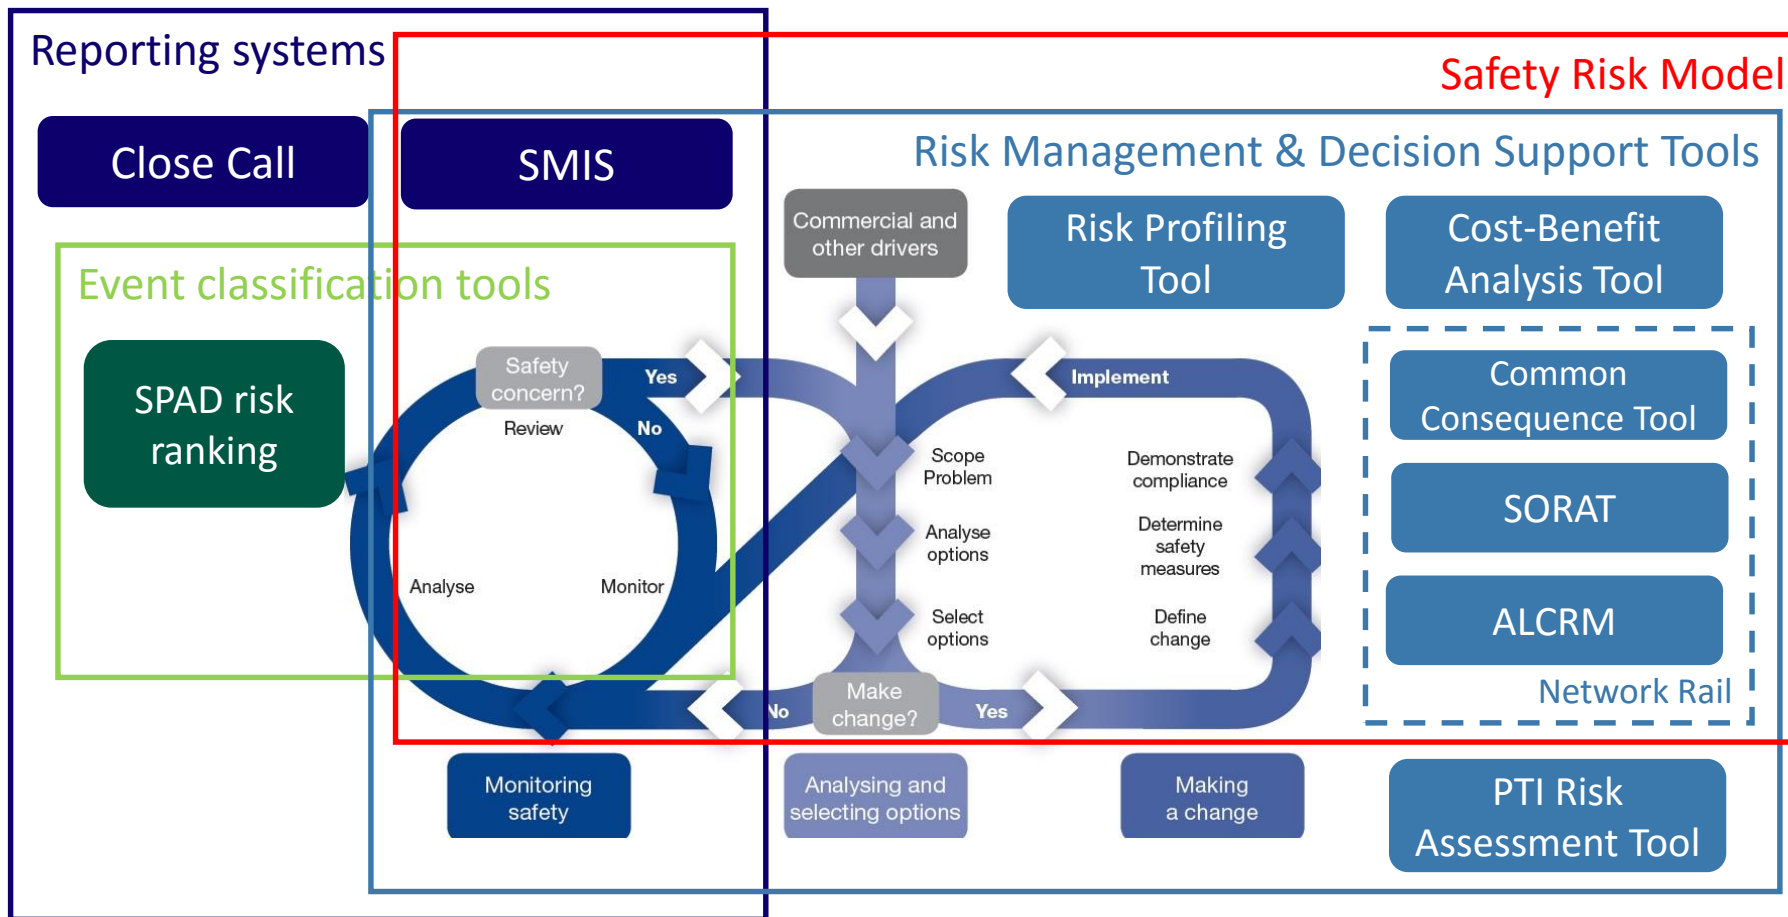 Reporting systems
Safety Risk Model
Close Call
SMIS
Risk Management & Decision Support Tools
Commercial and
other drivers
Risk Profiling
Tool
Cost-Benefit
Analysis Tool
Event classification tools
SPAD risk
ranking
Safety
concern?
Review
Yes
No
Analyse
Monitor
Implement
Scope
Problem
Analyse
options
Select
options
Demonstrate
compliance
Determine
safety
measures
Define
change
Make
change?
No
Yes
Common
Consequence Tool
SORAT
ALCRM
Network Rail
Monitoring
safety
Analysing and
selecting options
Making
a change
PTI Risk
Assessment Tool